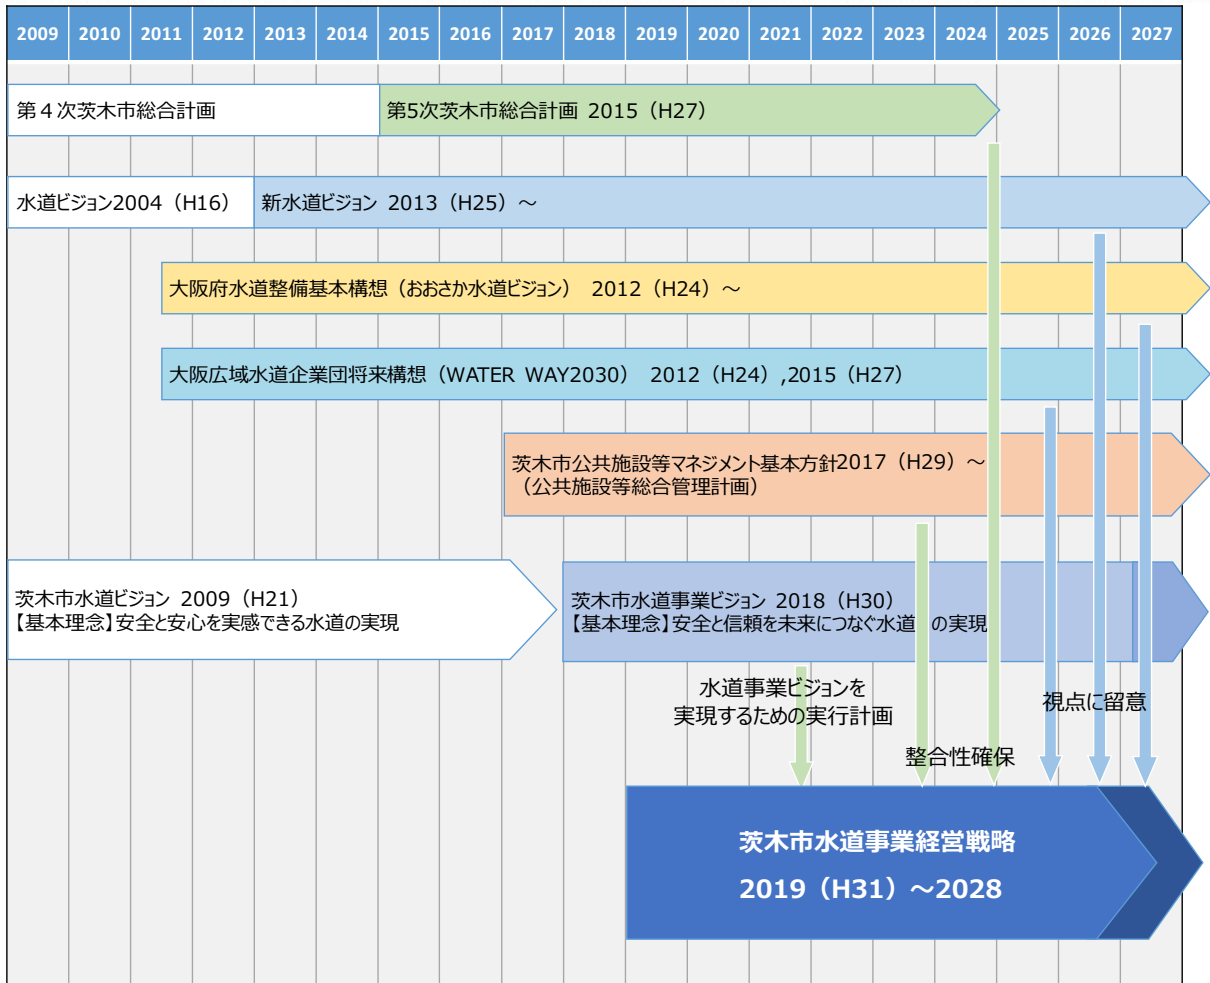 2009 2010 2011 2012 2013 2014 2015 2016 2017 2018 2019 2020 2021 2022 2023 2024 2025 2026 2027
第４次茨木市総合計画
第5次茨木市総合計画 2015（H27）
水道ビジョン2004（H16）
新水道ビジョン 2013（H25）～
大阪府水道整備基本構想（おおさか水道ビジョン） 2012（H24）～
大阪広域水道企業団将来構想（WATER WAY2030） 2012（H24）,2015（H27）
茨木市公共施設等マネジメント基本方針2017（H29）～
（公共施設等総合管理計画）
茨木市水道ビジョン 2009（H21）
【基本理念】安全と安心を実感できる水道の実現
茨木市水道事業ビジョン 2018（H30）
【基本理念】安全と信頼を未来につなぐ水道 の実現
水道事業ビジョンを
実現するための実行計画
視点に留意
整合性確保
茨木市水道事業経営戦略
2019（H31）～2028